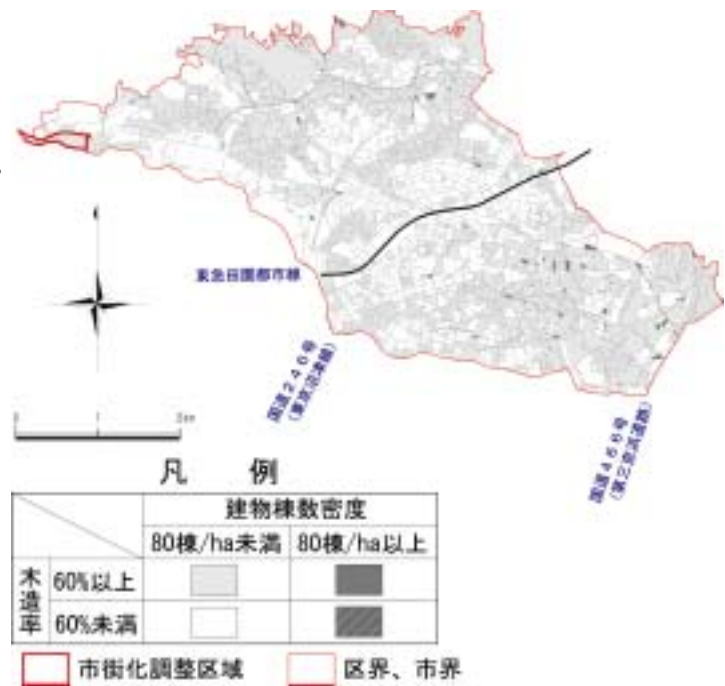 東急田園都市線
国道246号
(東京沼津線)
国道466号
(第三京浜道路)
0 1 2km
凡 例
建物棟数密度
80棟/ha未満 80棟/ha以上
木造率
60%以上
60%未満
市街化調整区域 区界、市界